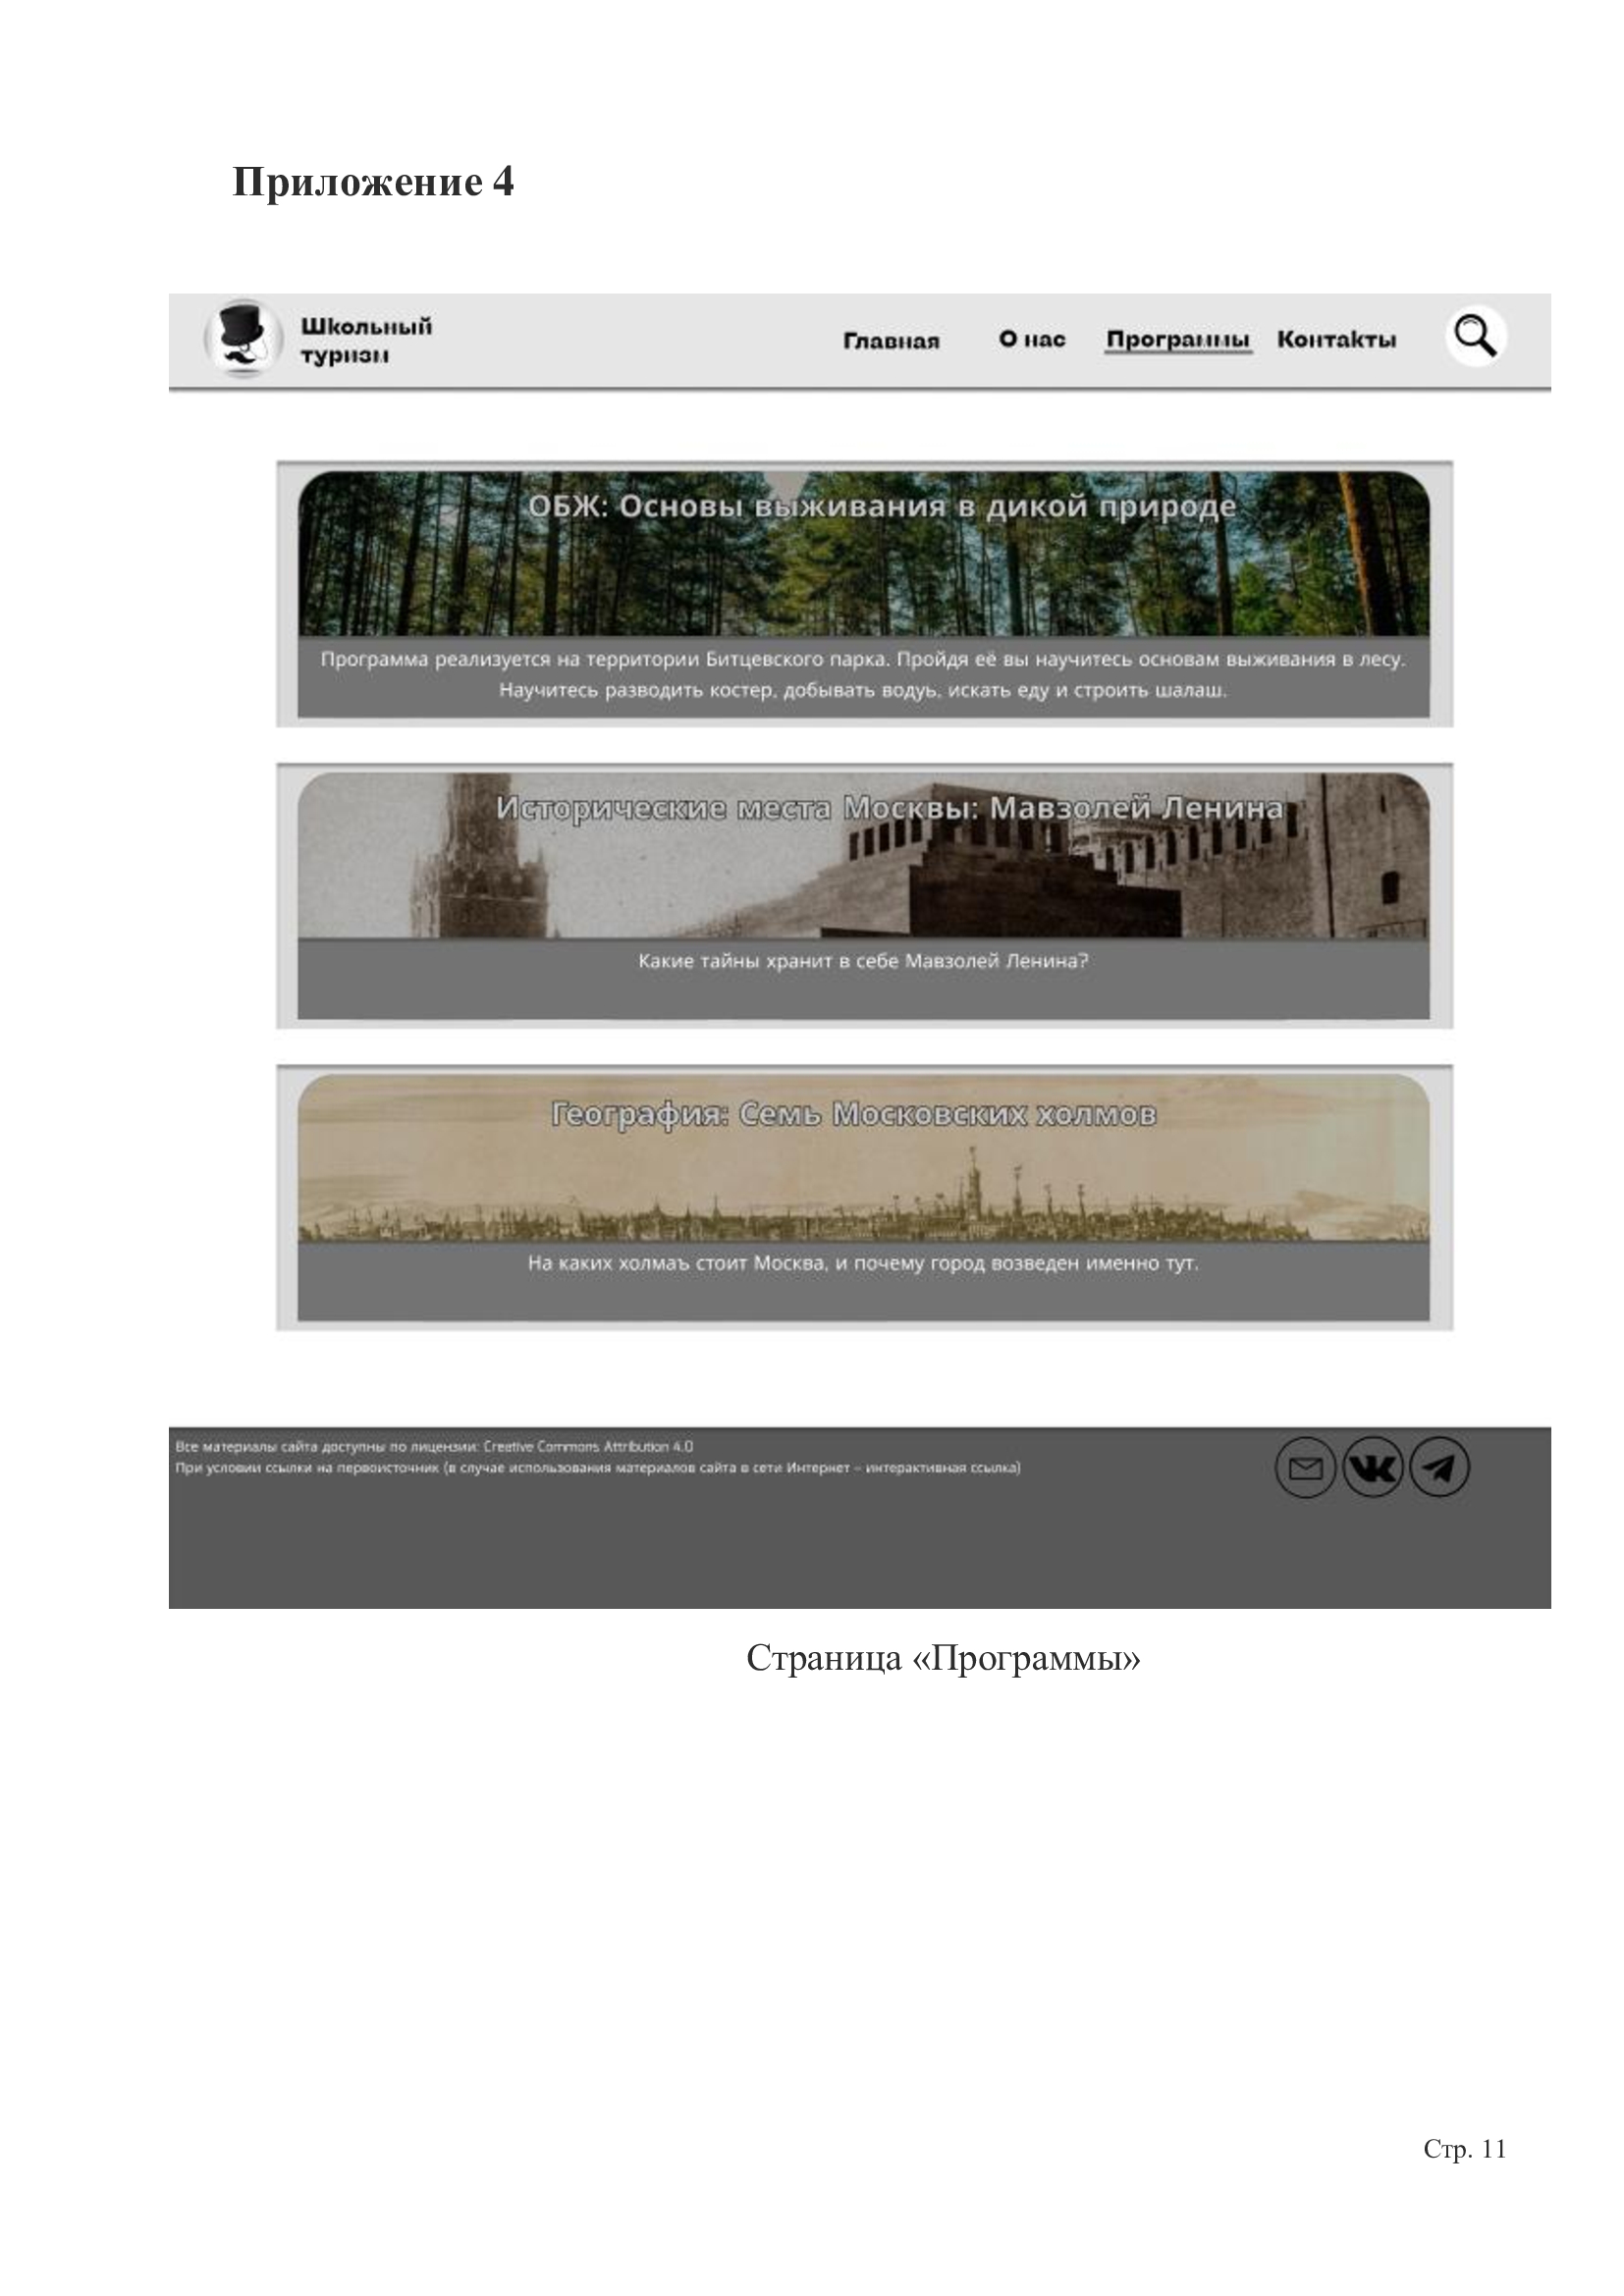 Приложение 4
Школьный
туризм
Главная О нас Программы Контакты
ОБЖ: Основы выживания в дикой природе
Программа реализуется на территории Битцевского парка. Пройдя её вы научитесь основам выживания в лесу.
Научитесь разводить костер, добывать водуь, искать еду и строить шалаш.
Исторические места Москвы: Мавзолей Ленина
Какие тайны хранит в себе Мавзолей Ленина?
География: Семь Московских холмов
На каких холмаъ стоит Москва, и почему город возведен именно тут.
Все материалы сайта доступны по лицензии: Creative Commons Attribution 4.0
При условии ссылки на первоисточник (в случае использования материалов сайта в сети Интернет – интерактивная ссылка)
Страница «Программы»
Стр. 11